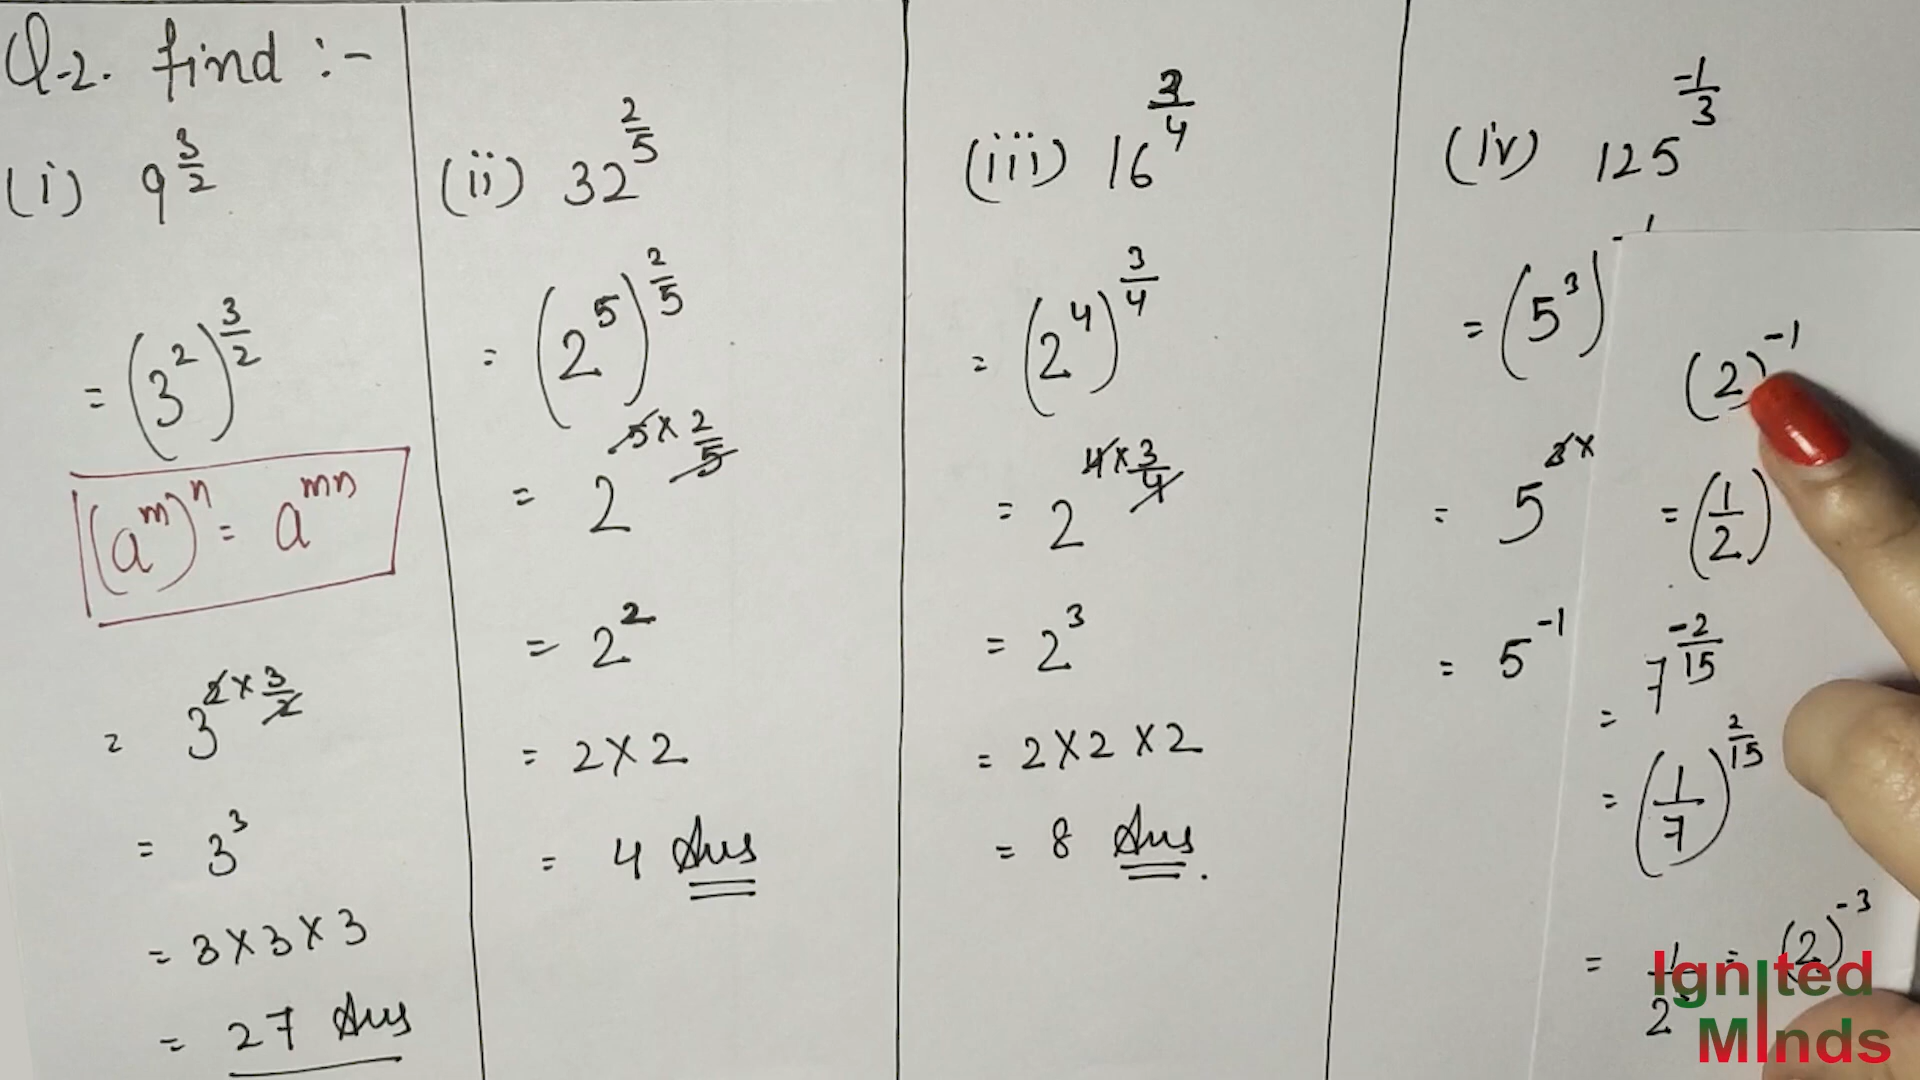 Q.2. find :-
(i) 9^{3/2}
= (3^2)^{3/2}
(a^m)^n = a^{mn}
= 3^{2×3/2}
= 3^3
= 3×3×3
= 27 Ans
(ii) 32^{2/5}
= (2^5)^{2/5}
= 2^{5×2/5}
= 2^2
= 2×2
= 4 Ans
(iii) 16^{3/4}
= (2^4)^{3/4}
= 2^{4×3/4}
= 2^3
= 2×2×2
= 8 Ans.
(iv) 125^{-1/3}
= (5^3)^{-1
= 5^{3×
= 5^{-1}
(2)^{-1}
= (1/2)
= 7^{-2/15}
= (1/7)^{2/15}
= 1/2 = (2)^{-3}
Ignited
Minds